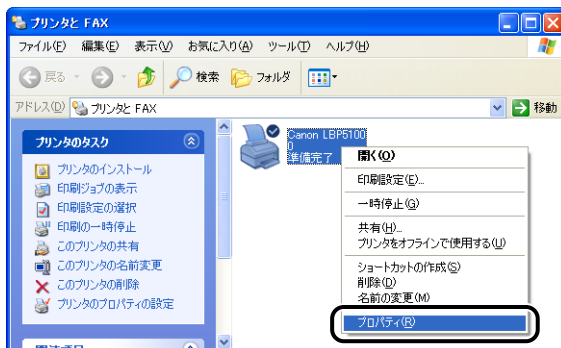 プリンタと FAX
ファイル(F) 編集(E) 表示(V) お気に入り(A) ツール(T) ヘルプ(H)
戻る 検索 フォルダ
アドレス(D) プリンタと FAX 移動
プリンタのタスク
プリンタのインストール
印刷ジョブの表示
印刷設定の選択
印刷の一時停止
このプリンタの共有
このプリンタの名前変更
このプリンタの削除
プリンタのプロパティの設定
関連項目
Canon LBP5100
0
準備完了
開く(O)
印刷設定(E)...
一時停止(G)
共有(H)...
プリンタをオフラインで使用する(U)
ショートカットの作成(S)
削除(D)
名前の変更(M)
プロパティ(R)